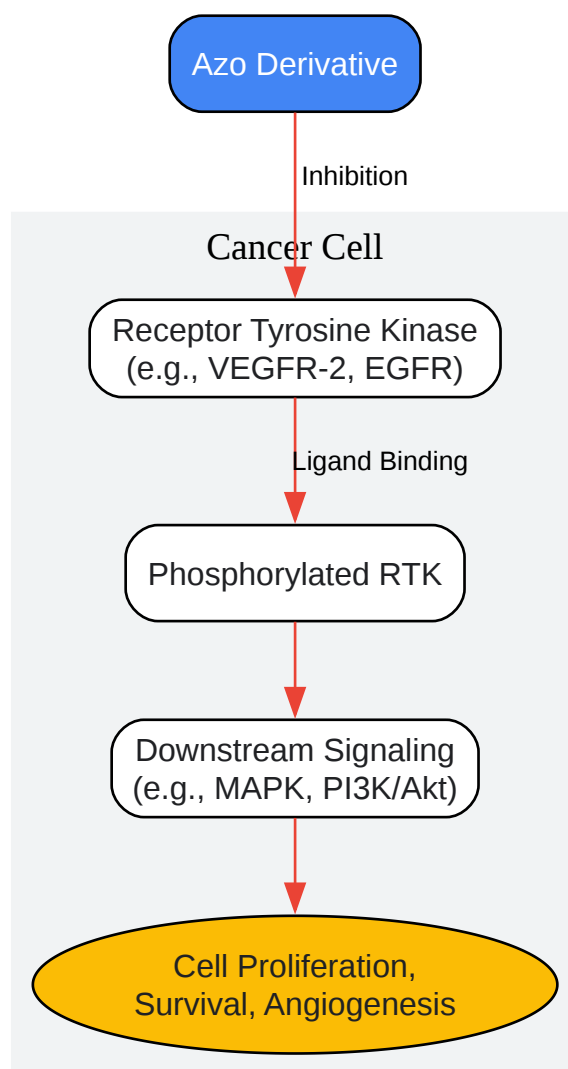 Azo Derivative
Inhibition
Cancer Cell
Receptor Tyrosine Kinase
(e.g., VEGFR-2, EGFR)
Ligand Binding
Phosphorylated RTK
Downstream Signaling
(e.g., MAPK, PI3K/Akt)
Cell Proliferation,
Survival, Angiogenesis